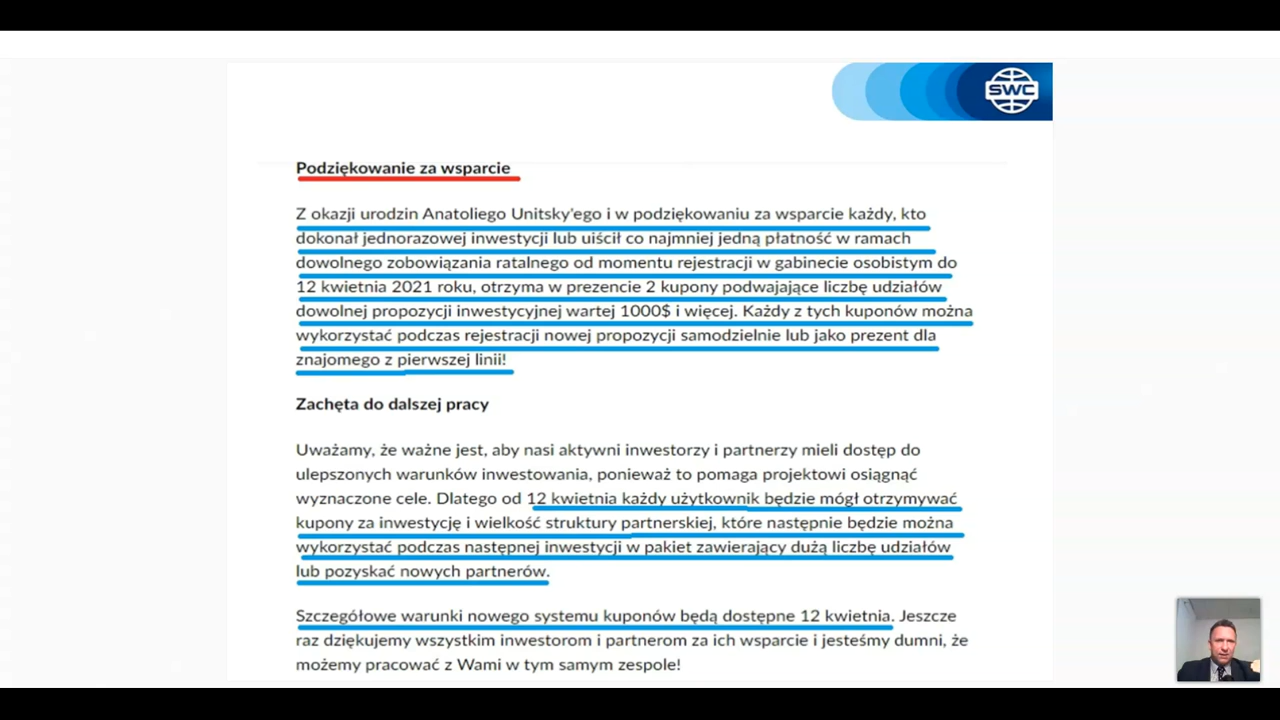 SWC
Podziękowanie za wsparcie
Z okazji urodzin Anatoliego Unitsky'ego i w podziękowaniu za wsparcie każdy, kto
dokonał jednorazowej inwestycji lub uiścił co najmniej jedną płatność w ramach
dowolnego zobowiązania ratalnego od momentu rejestracji w gabinecie osobistym do
12 kwietnia 2021 roku, otrzyma w prezencie 2 kupony podwajające liczbę udziałów
dowolnej propozycji inwestycyjnej wartej 1000$ i więcej. Każdy z tych kuponów można
wykorzystać podczas rejestracji nowej propozycji samodzielnie lub jako prezent dla
znajomego z pierwszej linii!
Zachęta do dalszej pracy
Uważamy, że ważne jest, aby nasi aktywni inwestorzy i partnerzy mieli dostęp do
ulepszonych warunków inwestowania, ponieważ to pomaga projektowi osiągnąć
wyznaczone cele. Dlatego od 12 kwietnia każdy użytkownik będzie mógł otrzymywać
kupony za inwestycję i wielkość struktury partnerskiej, które następnie będzie można
wykorzystać podczas następnej inwestycji w pakiet zawierający dużą liczbę udziałów
lub pozyskać nowych partnerów.
Szczegółowe warunki nowego systemu kuponów będą dostępne 12 kwietnia. Jeszcze
raz dziękujemy wszystkim inwestorom i partnerom za ich wsparcie i jesteśmy dumni, że
możemy pracować z Wami w tym samym zespole!